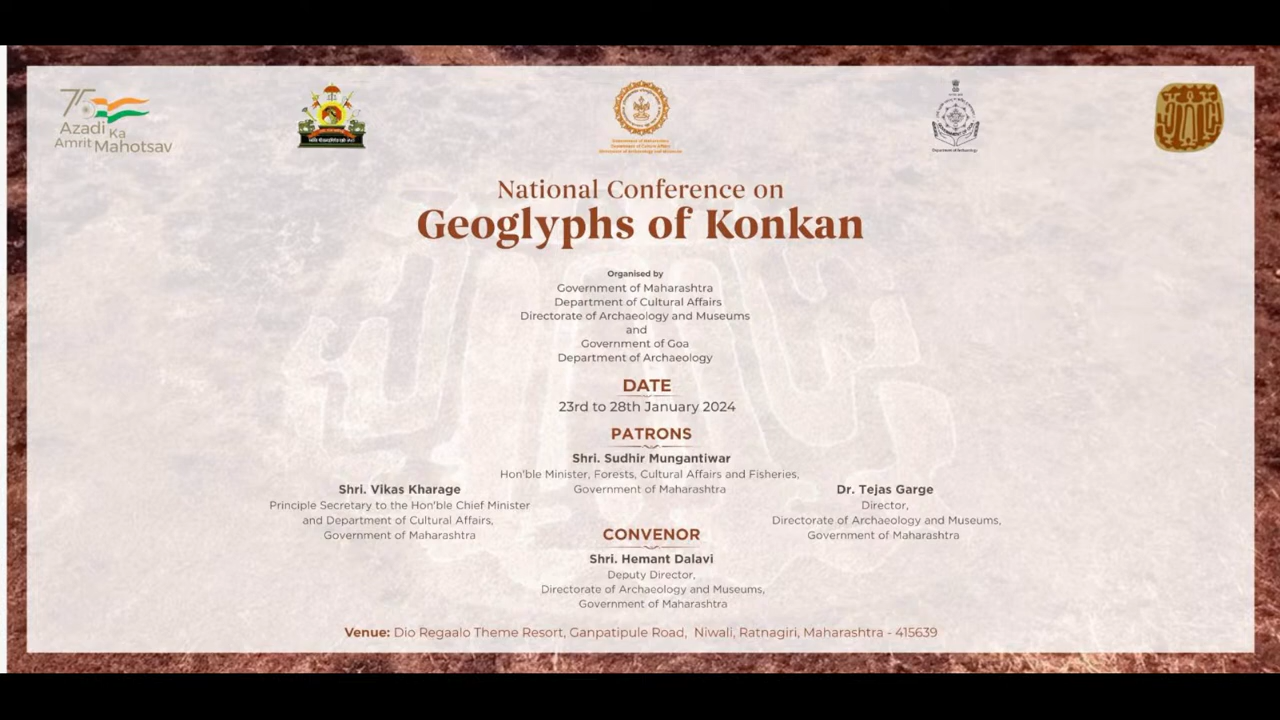 75
Azadi Ka
Amrit Mahotsav
Department of Archaeology
National Conference on
Geoglyphs of Konkan
Organised by
Government of Maharashtra
Department of Cultural Affairs
Directorate of Archaeology and Museums
and
Government of Goa
Department of Archaeology
DATE
23rd to 28th January 2024
PATRONS
Shri. Sudhir Mungantiwar
Hon'ble Minister, Forests, Cultural Affairs and Fisheries,
Government of Maharashtra
Shri. Vikas Kharage
Principle Secretary to the Hon'ble Chief Minister
and Department of Cultural Affairs,
Government of Maharashtra
Dr. Tejas Garge
Director,
Directorate of Archaeology and Museums,
Government of Maharashtra
CONVENOR
Shri. Hemant Dalavi
Deputy Director,
Directorate of Archaeology and Museums,
Government of Maharashtra
Venue: Dio Regaalo Theme Resort, Ganpatipule Road, Niwali, Ratnagiri, Maharashtra - 415639